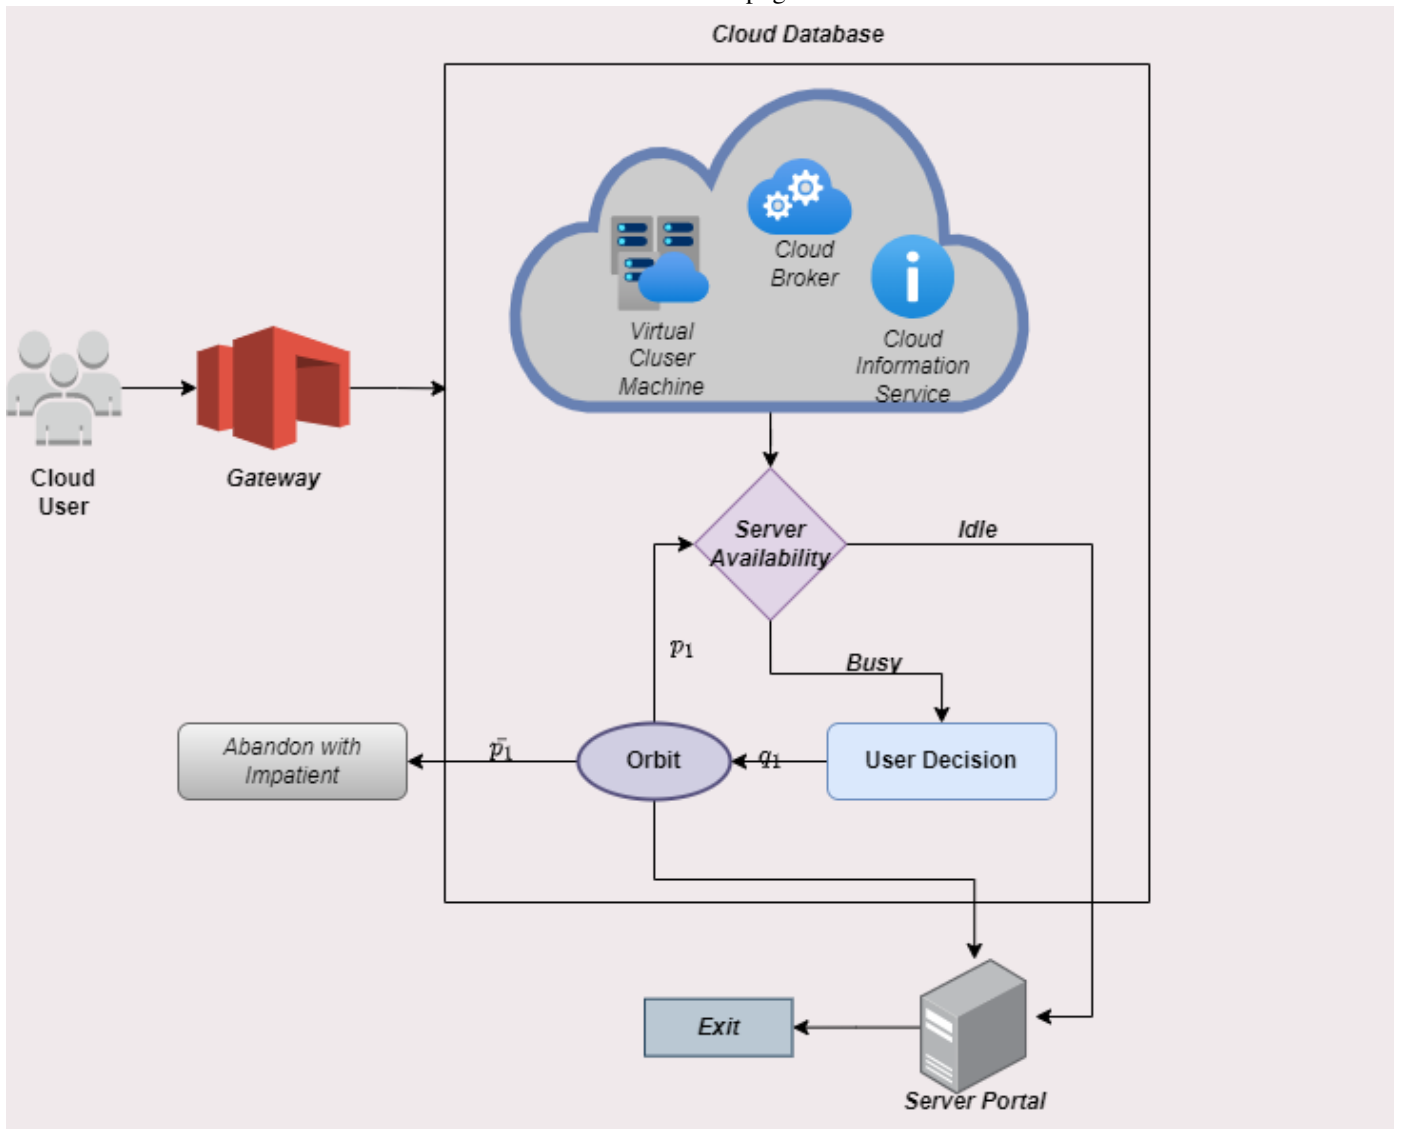 Cloud Database
Cloud
Broker
Virtual
Cluser
Machine
Cloud
Information
Service
Cloud
User
Gateway
Server
Availability
Idle
p₁
Busy
Abandon with
Impatient
p̄₁
Orbit
q₁
User Decision
Exit
Server Portal